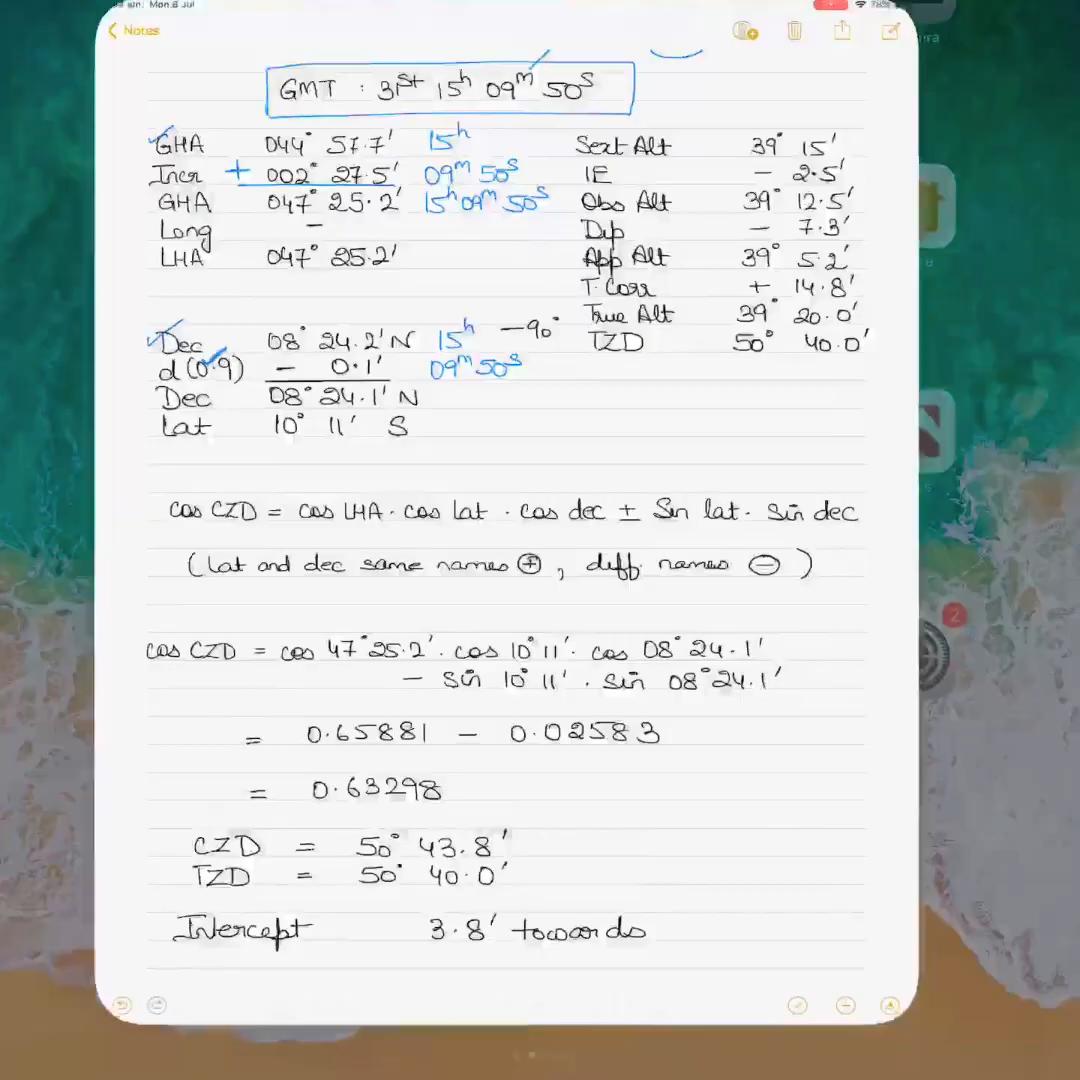 Mon.6 Jul
78%
Notes
GMT : 31st 15h 09m 50s
GHA 044° 57.7' 15h
Incr + 002° 27.5' 09m 50s
GHA 047° 25.2' 15h 09m 50s
Long -
LHA 047° 25.2'
Sext Alt 39° 15'
IE - 2.5'
Obs Alt 39° 12.5'
Dip - 7.3'
App Alt 39° 5.2'
T. Corr + 14.8'
True Alt 39° 20.0'
-90°
TZD 50° 40.0'
Dec 08° 24.2' N 15h
d(0.9) - 0.1' 09m 50s
Dec 08° 24.1' N
Lat 10° 11' S
cos CZD = cos LHA . cos lat . cos dec ± Sin lat . Sin dec
(lat and dec same names ⊕, diff. names ⊖)
cos CZD = cos 47° 25.2' . cos 10° 11' . cos 08° 24.1'
- sin 10° 11' . sin 08° 24.1'
= 0.65881 - 0.02583
= 0.63298
CZD = 50° 43.8'
TZD = 50° 40.0'
Intercept 3.8' towards
2